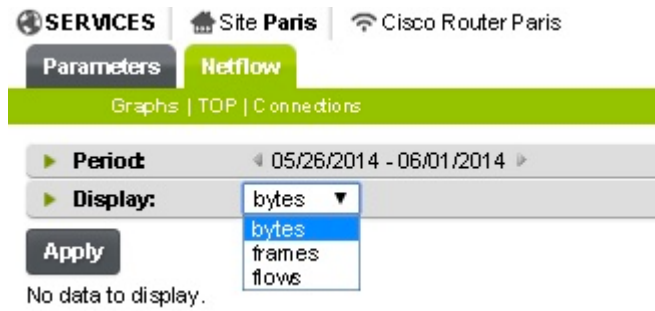 SERVICES Site Paris Cisco Router Paris
Parameters Netflow
Graphs | TOP | Connections
Period: 05/26/2014 - 06/01/2014
Display: bytes
bytes
frames
flows
Apply
No data to display.